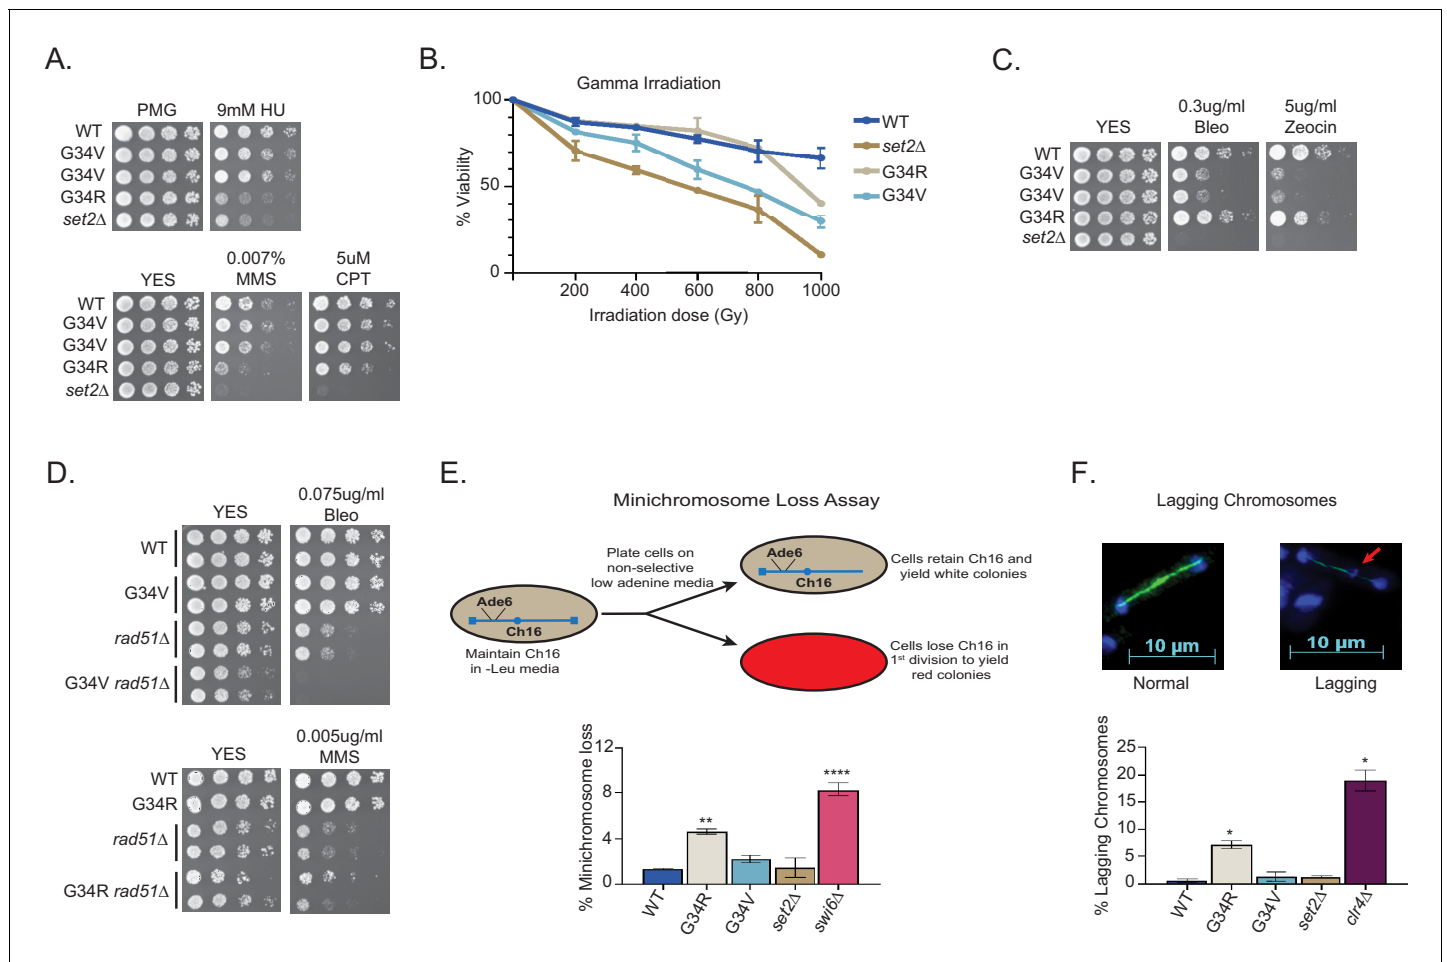 A.
PMG
9mM HU
WT
G34V
G34V
G34R
set2Δ
YES
0.007%
MMS
5uM
CPT
WT
G34V
G34V
G34R
set2Δ
B.
Gamma Irradiation
% Viability
100
50
0
200
400
600
800
1000
Irradiation dose (Gy)
WT
set2Δ
G34R
G34V
C.
YES
0.3ug/ml
Bleo
5ug/ml
Zeocin
WT
G34V
G34V
G34R
set2Δ
D.
YES
0.075ug/ml
Bleo
WT
G34V
rad51Δ
G34V rad51Δ
YES
0.005ug/ml
MMS
WT
G34R
rad51Δ
G34R rad51Δ
E.
Minichromosome Loss Assay
Ade6
Ch16
Maintain Ch16
in -Leu media
Plate cells on
non-selective
low adenine media
Ade6
Ch16
Cells retain Ch16 and
yield white colonies
Cells lose Ch16 in
1st division to yield
red colonies
% Minichromosome loss
12
8
4
0
**
****
WT
G34R
G34V
set2Δ
swi6Δ
F.
Lagging Chromosomes
10 µm
10 µm
Normal
Lagging
% Lagging Chromosomes
25
20
15
10
5
0
*
*
WT
G34R
G34V
set2Δ
clr4Δ